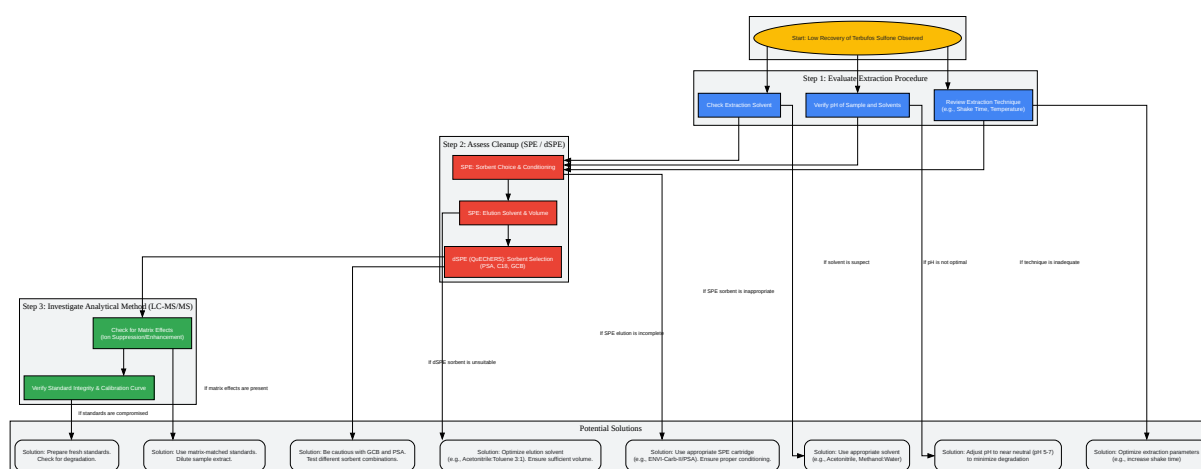 Start: Low Recovery of Terbufos Sulfone Observed
Step 1: Evaluate Extraction Procedure
Check Extraction Solvent
Verify pH of Sample and Solvents
Review Extraction Technique
(e.g., Shake Time, Temperature)
Step 2: Assess Cleanup (SPE / dSPE)
SPE: Sorbent Choice & Conditioning
SPE: Elution Solvent & Volume
dSPE (QuEChERS): Sorbent Selection
(PSA, C18, GCB)
If solvent is suspect
If pH is not optimal
If technique is inadequate
If SPE sorbent is inappropriate
Step 3: Investigate Analytical Method (LC-MS/MS)
Check for Matrix Effects
(Ion Suppression/Enhancement)
If SPE elution is incomplete
If dSPE sorbent is unsuitable
Verify Standard Integrity & Calibration Curve
If matrix effects are present
If standards are compromised
Potential Solutions
Solution: Prepare fresh standards.
Check for degradation.
Solution: Use matrix-matched standards.
Dilute sample extract.
Solution: Be cautious with GCB and PSA.
Test different sorbent combinations.
Solution: Optimize elution solvent
(e.g., Acetonitrile:Toluene 3:1). Ensure sufficient volume.
Solution: Use appropriate SPE cartridge
(e.g., ENVI-Carb-II/PSA). Ensure proper conditioning.
Solution: Use appropriate solvent
(e.g., Acetonitrile, Methanol:Water)
Solution: Adjust pH to near neutral (pH 5-7)
to minimize degradation
Solution: Optimize extraction parameters
(e.g., increase shake time)